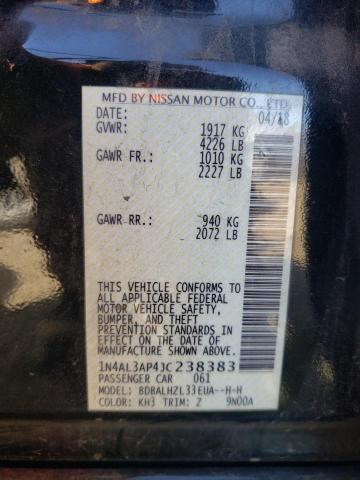 MFD BY NISSAN MOTOR CO., LTD.
DATE: 04/18
GVWR: 1917 KG
4226 LB
GAWR FR.: 1010 KG
2227 LB
GAWR RR.: 940 KG
2072 LB
THIS VEHICLE CONFORMS TO
ALL APPLICABLE FEDERAL
MOTOR VEHICLE SAFETY,
BUMPER, AND THEFT
PREVENTION STANDARDS IN
EFFECT ON THE DATE OF
MANUFACTURE SHOWN ABOVE.
1N4AL3AP4JC238383
PASSENGER CAR 061
MODEL: BDBALHZL33EUA--H-H
COLOR: KH3 TRIM: Z 9N00A